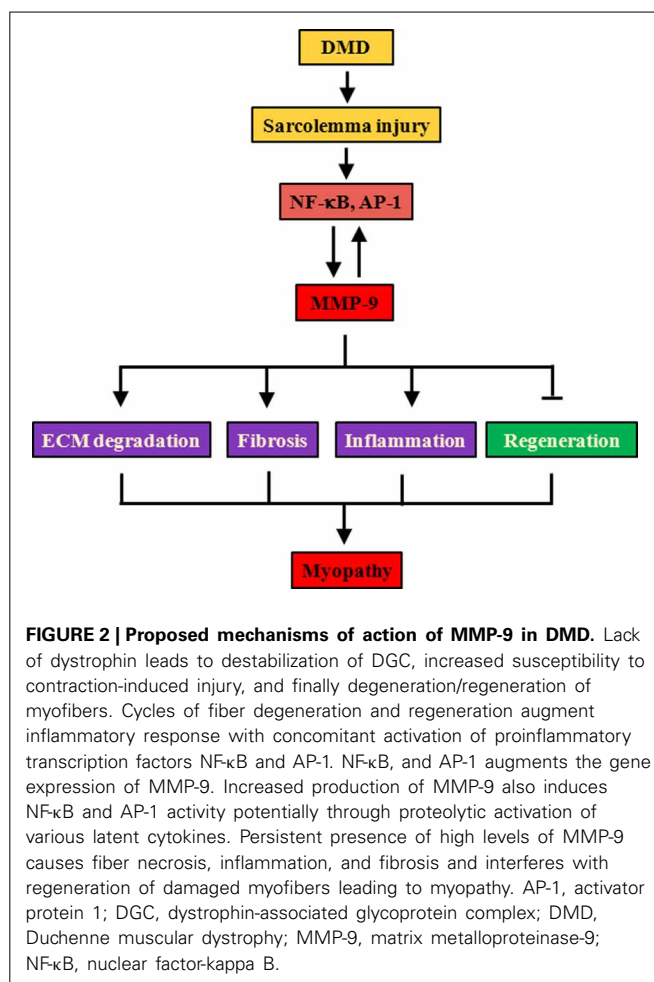 DMD
Sarcolemma injury
NF-κB, AP-1
MMP-9
ECM degradation Fibrosis Inflammation Regeneration
Myopathy
FIGURE 2 | Proposed mechanisms of action of MMP-9 in DMD. Lack
of dystrophin leads to destabilization of DGC, increased susceptibility to
contraction-induced injury, and finally degeneration/regeneration of
myofibers. Cycles of fiber degeneration and regeneration augment
inflammatory response with concomitant activation of proinflammatory
transcription factors NF-κB and AP-1. NF-κB, and AP-1 augments the gene
expression of MMP-9. Increased production of MMP-9 also induces
NF-κB and AP-1 activity potentially through proteolytic activation of
various latent cytokines. Persistent presence of high levels of MMP-9
causes fiber necrosis, inflammation, and fibrosis and interferes with
regeneration of damaged myofibers leading to myopathy. AP-1, activator
protein 1; DGC, dystrophin-associated glycoprotein complex; DMD,
Duchenne muscular dystrophy; MMP-9, matrix metalloproteinase-9;
NF-κB, nuclear factor-kappa B.